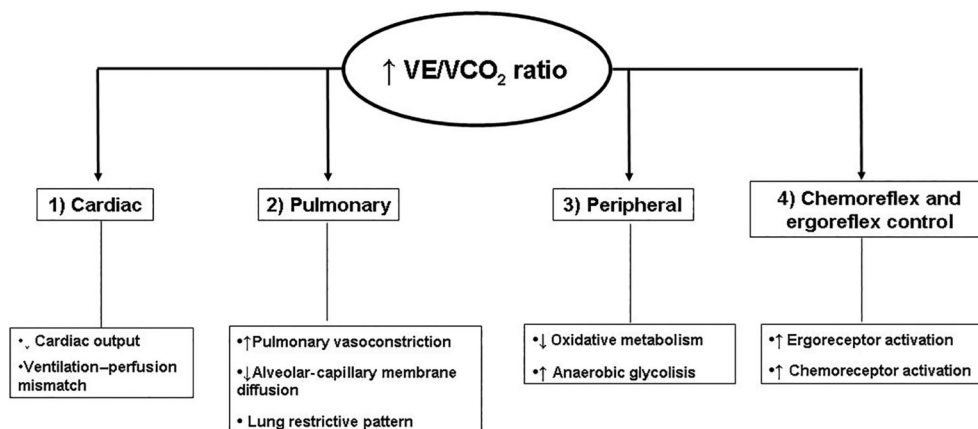 ↑ VE/VCO₂ ratio
1) Cardiac
2) Pulmonary
3) Peripheral
4) Chemoreflex and
ergoreflex control
•↓ Cardiac output
•Ventilation–perfusion
mismatch
•↑Pulmonary vasoconstriction
•↓Alveolar-capillary membrane
diffusion
• Lung restrictive pattern
•↓ Oxidative metabolism
•↑ Anaerobic glycolisis
•↑ Ergoreceptor activation
•↑ Chemoreceptor activation